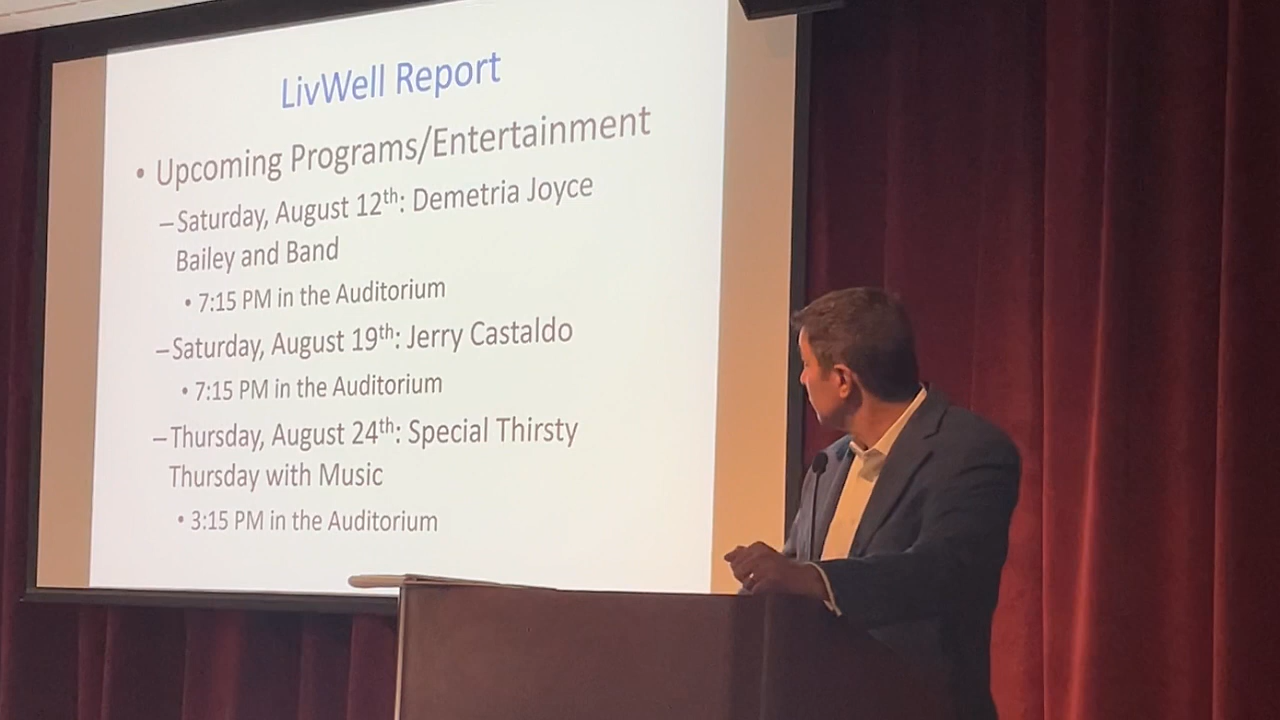 LivWell Report
• Upcoming Programs/Entertainment
–Saturday, August 12th: Demetria Joyce
Bailey and Band
• 7:15 PM in the Auditorium
–Saturday, August 19th: Jerry Castaldo
• 7:15 PM in the Auditorium
–Thursday, August 24th: Special Thirsty
Thursday with Music
• 3:15 PM in the Auditorium